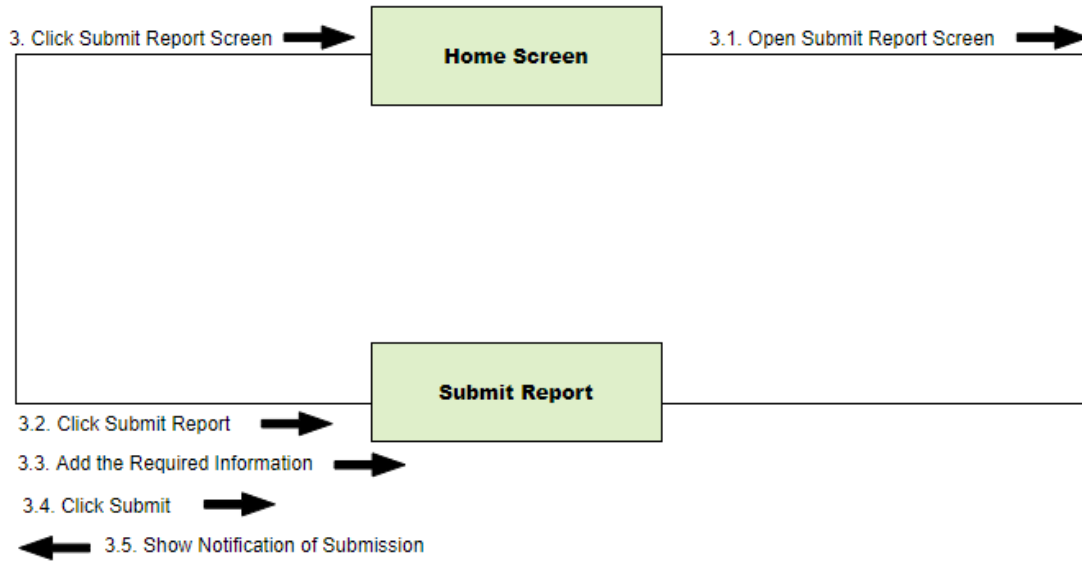 3. Click Submit Report Screen
Home Screen
3.1. Open Submit Report Screen
Submit Report
3.2. Click Submit Report
3.3. Add the Required Information
3.4. Click Submit
3.5. Show Notification of Submission